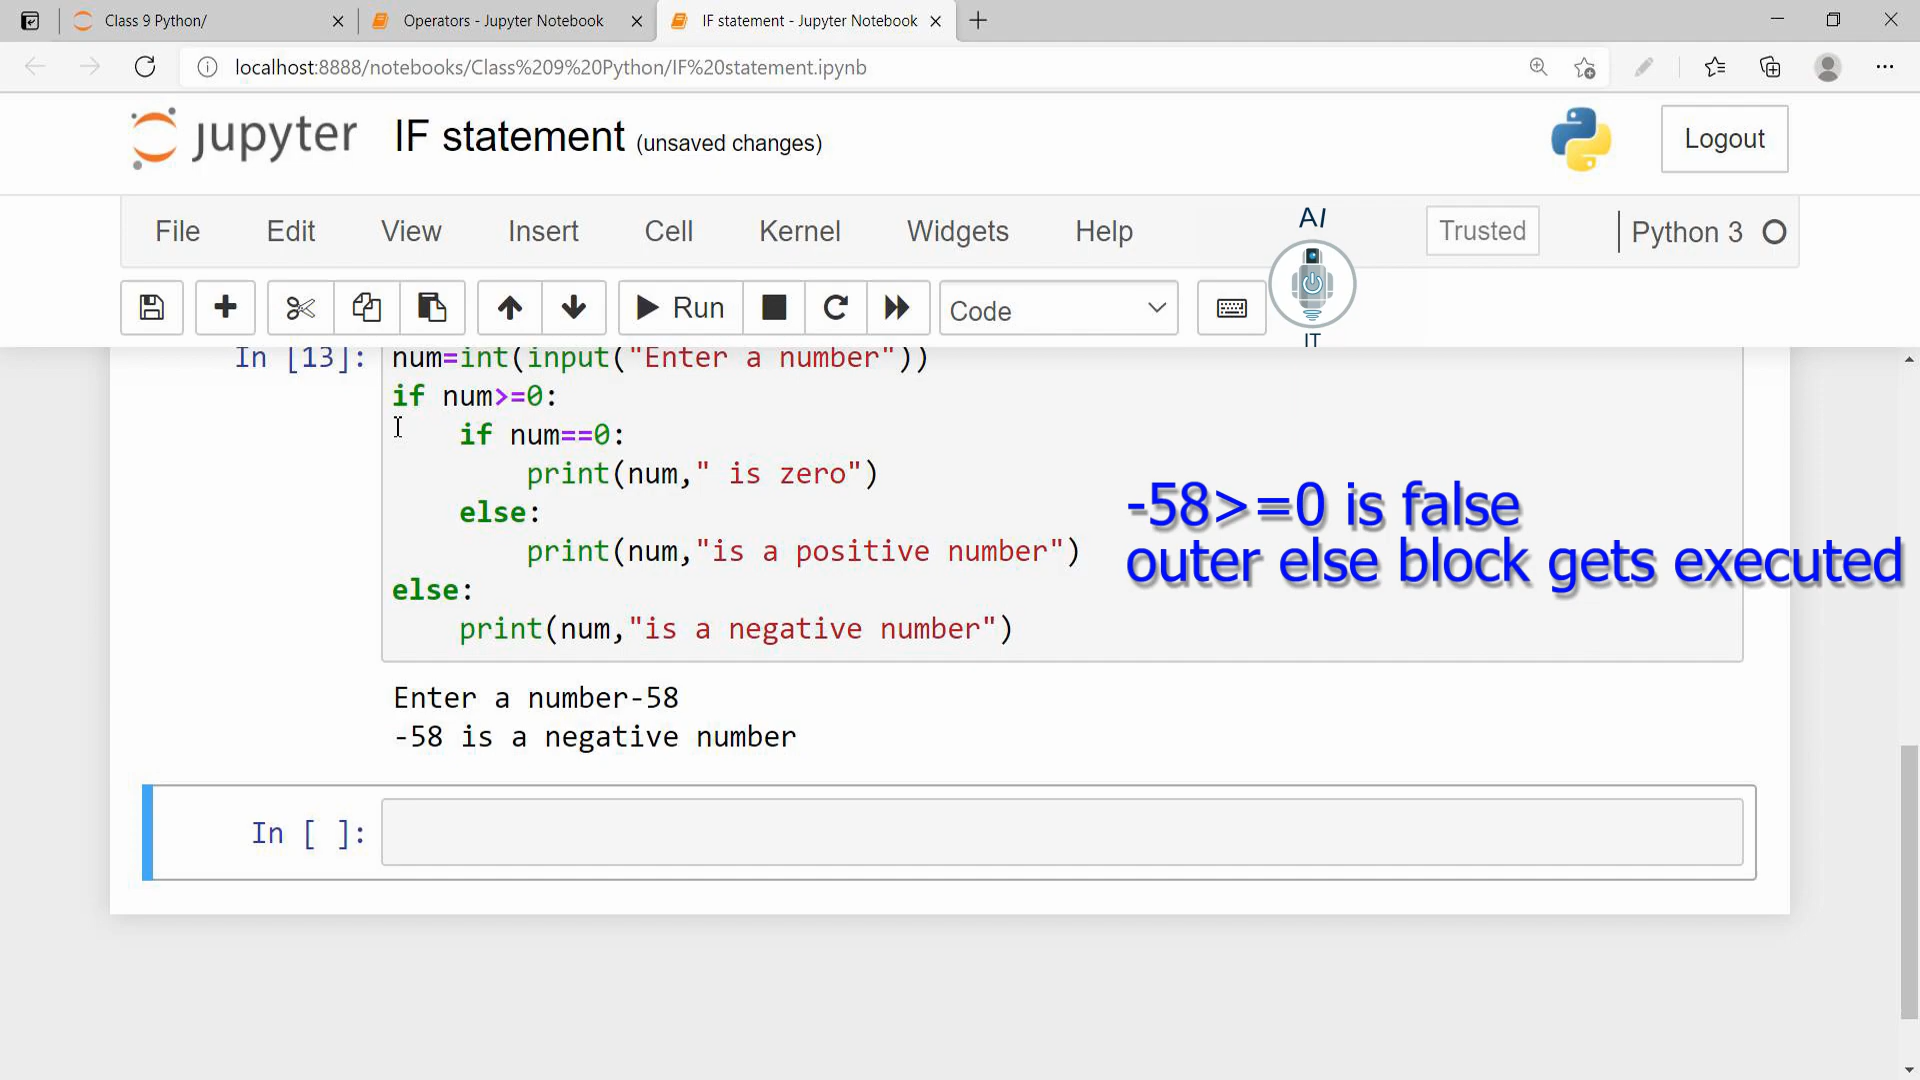 Class 9 Python/
Operators - Jupyter Notebook
IF statement - Jupyter Notebook
localhost:8888/notebooks/Class%209%20Python/IF%20statement.ipynb
jupyter IF statement (unsaved changes)
Logout
File Edit View Insert Cell Kernel Widgets Help
AI
Trusted
Python 3
Run
Code
IT
In [13]: num=int(input("Enter a number"))
if num>=0:
    if num==0:
        print(num," is zero")
    else:
        print(num,"is a positive number")
else:
    print(num,"is a negative number")
-58>=0 is false
outer else block gets executed
Enter a number-58
-58 is a negative number
In [ ]: